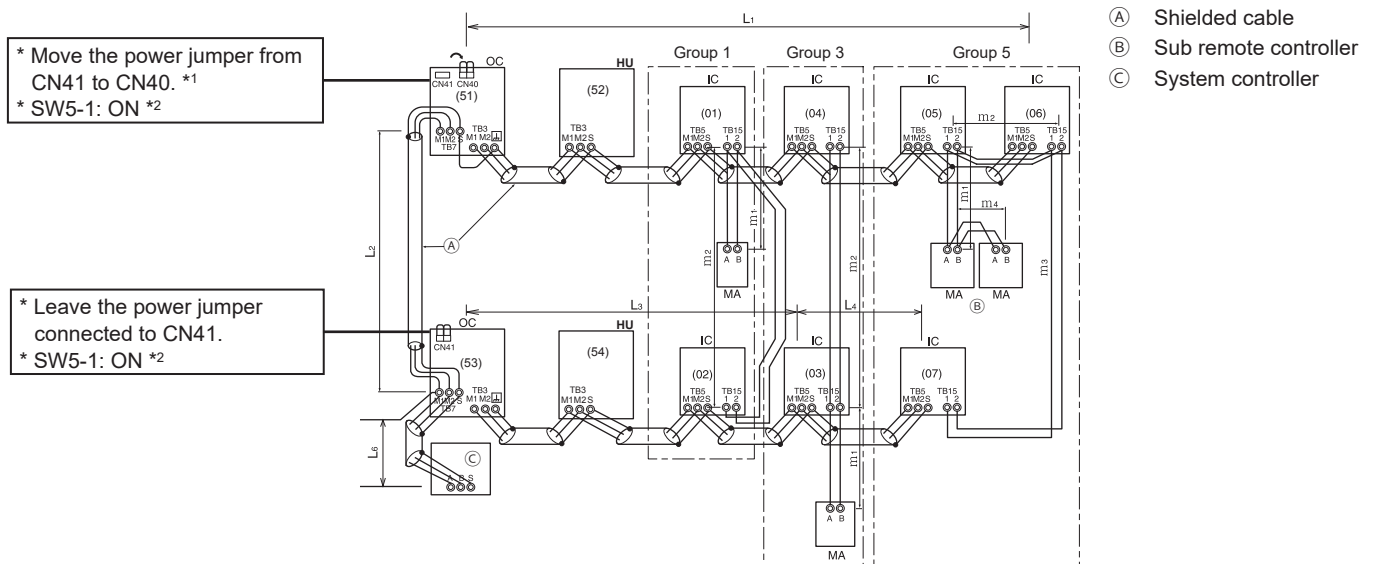 * Move the power jumper from
CN41 to CN40. *1
* SW5-1: ON *2
* Leave the power jumper
connected to CN41.
* SW5-1: ON *2
L1
Group 1
Group 3
Group 5
OC
CN41 CN40
(51)
M1M2 S
TB7
TB3
M1 M2
HU
(52)
TB3
M1M2S
IC
(01)
TB5
M1M2S
TB15
1 2
IC
(04)
TB5
M1M2S
TB15
1 2
IC
(05)
TB5
M1M2S
TB15
1 2
IC
(06)
TB5
M1M2S
TB15
1 2
m2
m1
m4
m3
m2
m1
m2
m1
A B
MA
A B
MA
A B
MA
Ⓑ
L2
Ⓐ
L3
L4
OC
CN41
(53)
M1M2 S
TB7
TB3
M1 M2
HU
(54)
TB3
M1M2S
IC
(02)
TB5
M1M2S
TB15
1 2
IC
(03)
TB5
M1M2S
TB15
1 2
IC
(07)
TB5
M1M2S
TB15
1 2
L6
Ⓒ
A B S
A B
MA
Ⓐ Shielded cable
Ⓑ Sub remote controller
Ⓒ System controller